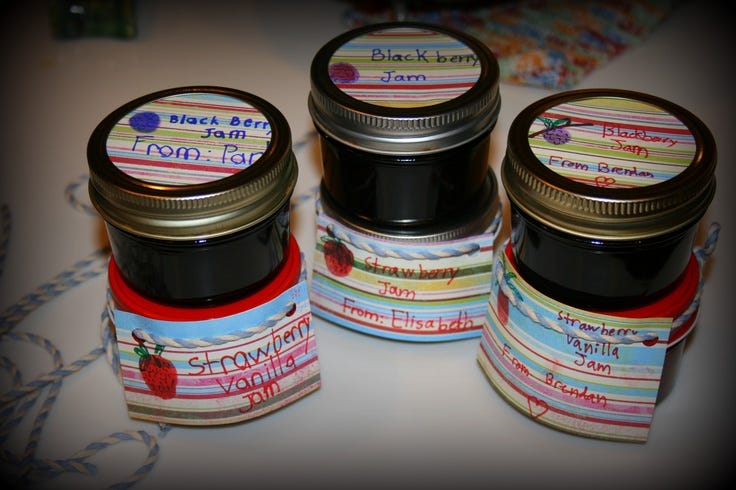 Black Berry
Jam
From: Pari
Strawberry
Vanilla
Jam
Blackberry
Jam
Strawberry
Jam
From: Elisabeth
Blackberry
Jam
From Brendan
Strawberry
Vanilla
Jam
From Brendan